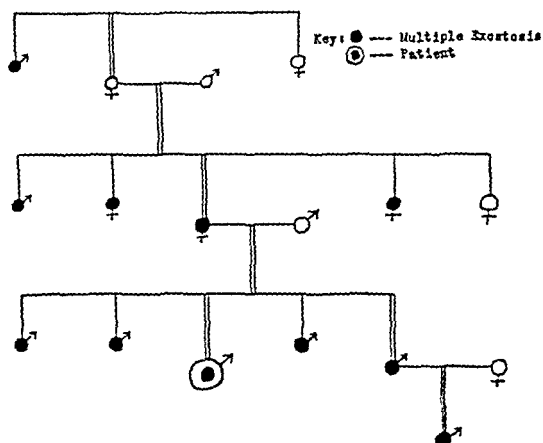 Key: ● --- Multiple Exostosis
◉ --- Patient